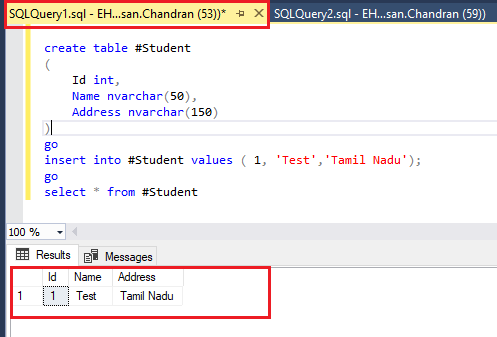 SQLQuery1.sql - EH...san.Chandran (53))* SQLQuery2.sql - EH...san.Chandran (59))
create table #Student
(
Id int,
Name nvarchar(50),
Address nvarchar(150)
)
go
insert into #Student values ( 1, 'Test','Tamil Nadu');
go
select * from #Student
100 %
Results Messages
Id Name Address
1 1 Test Tamil Nadu